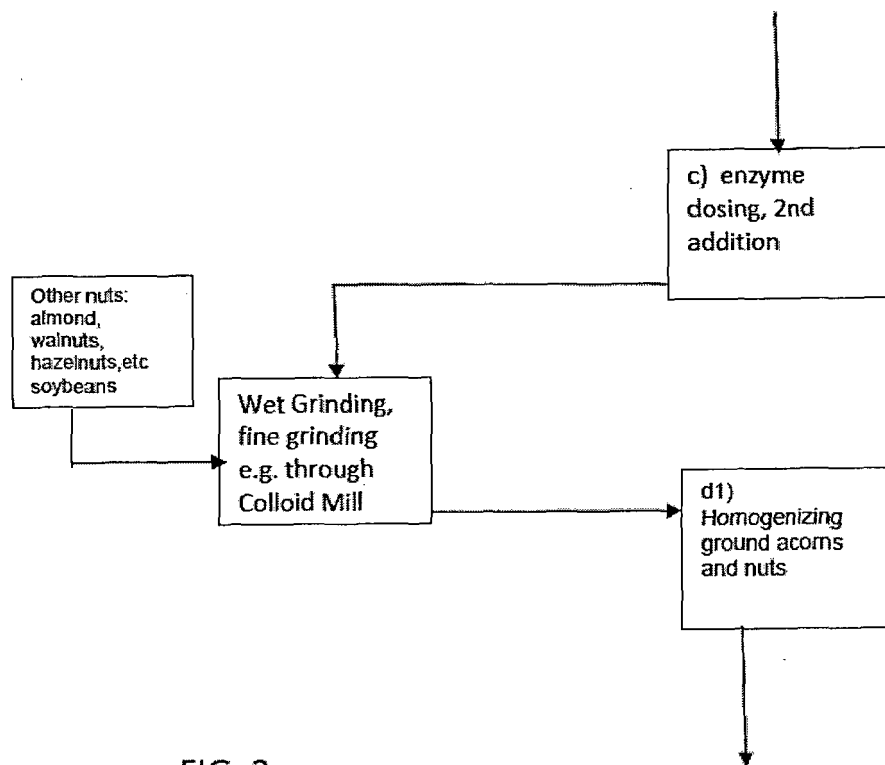 c) enzyme
dosing, 2nd
addition
Other nuts:
almond,
walnuts,
hazelnuts,etc
soybeans
Wet Grinding,
fine grinding
e.g. through
Colloid Mill
d1)
Homogenizing
ground acorns
and nuts
FIG.